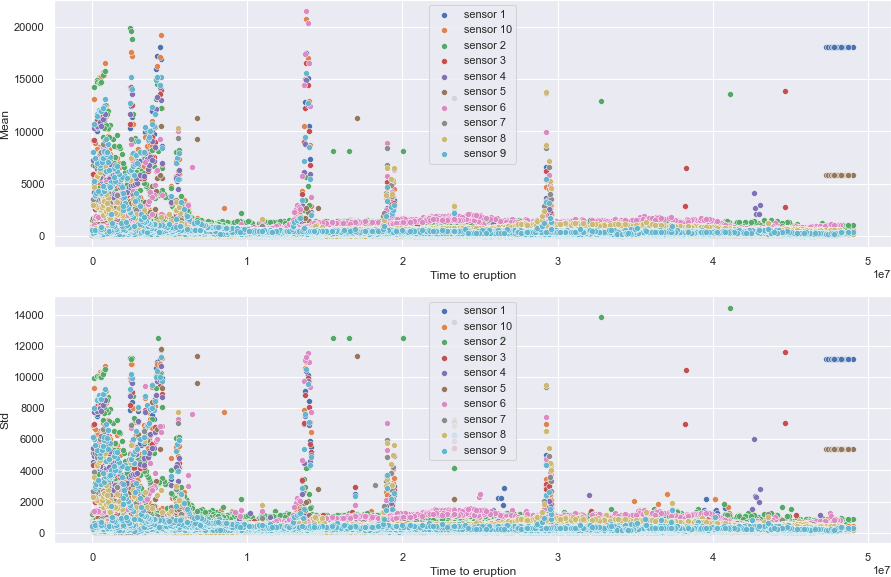 20000
15000
10000
5000
0
Mean
sensor 1
sensor 10
sensor 2
sensor 3
sensor 4
sensor 5
sensor 6
sensor 7
sensor 8
sensor 9
0 1 2 3 4 5
Time to eruption
1e7
14000
12000
10000
8000
6000
4000
2000
0
Std
sensor 1
sensor 10
sensor 2
sensor 3
sensor 4
sensor 5
sensor 6
sensor 7
sensor 8
sensor 9
0 1 2 3 4 5
Time to eruption
1e7